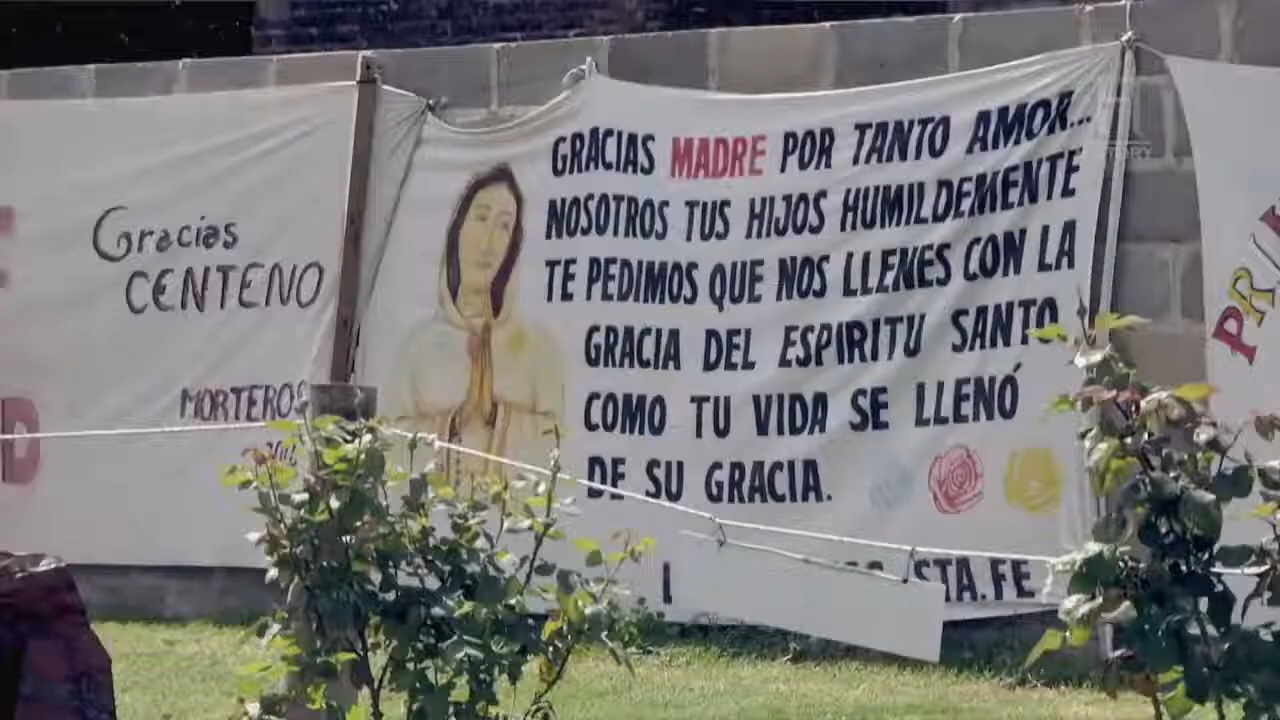 Gracias
CENTENO
MORTEROS
D
GRACIAS MADRE POR TANTO AMOR...
NOSOTROS TUS HIJOS HUMILDEMENTE
TE PEDIMOS QUE NOS LLENES CON LA
GRACIA DEL ESPIRITU SANTO
COMO TU VIDA SE LLENÓ
DE SU GRACIA.
STA.FE
PRI